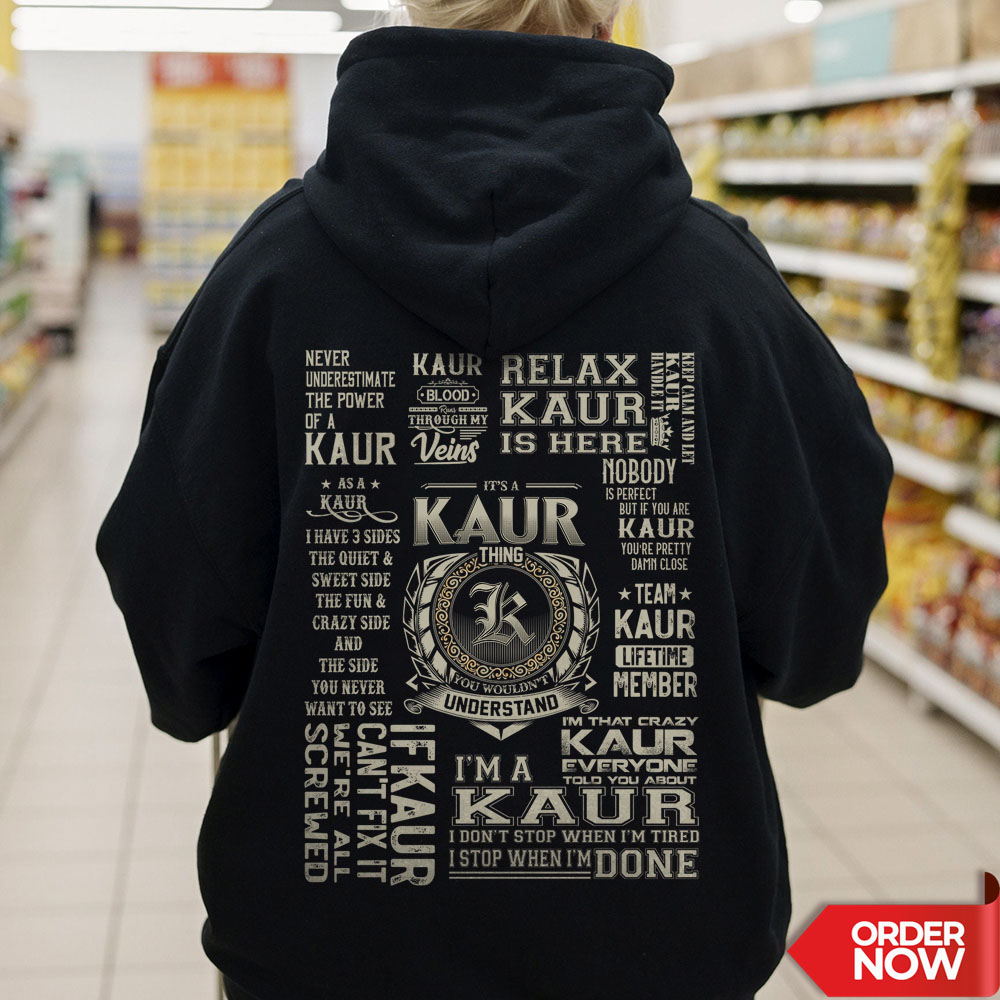 NEVER
UNDERESTIMATE
THE POWER
OF A
KAUR
KAUR
BLOOD
Runs
THROUGH MY
Veins
RELAX
KAUR
IS HERE
KEEP CALM AND LET
KAUR
HANDLE IT
NOBODY
IS PERFECT
BUT IF YOU ARE
KAUR
YOU'RE PRETTY
DAMN CLOSE
AS A
KAUR
I HAVE 3 SIDES
THE QUIET &
SWEET SIDE
THE FUN &
CRAZY SIDE
AND
THE SIDE
YOU NEVER
WANT TO SEE
IT'S A
KAUR
THING
K
YOU WOULDN'T
UNDERSTAND
TEAM
KAUR
LIFETIME
MEMBER
IF KAUR
CAN'T FIX IT
WE'RE ALL
SCREWED
I'M THAT CRAZY
KAUR
EVERYONE
TOLD YOU ABOUT
I'M A
KAUR
I DON'T STOP WHEN I'M TIRED
I STOP WHEN I'M DONE
ORDER
NOW